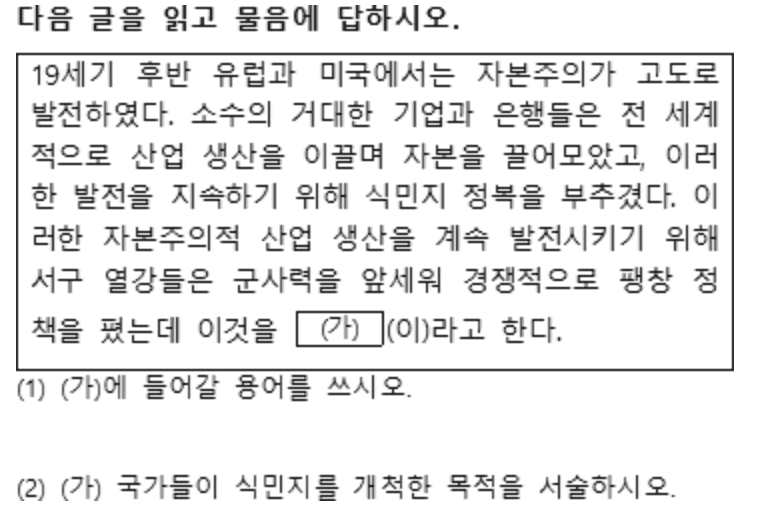 다음 글을 읽고 물음에 답하시오.
19세기 후반 유럽과 미국에서는 자본주의가 고도로
발전하였다. 소수의 거대한 기업과 은행들은 전 세계
적으로 산업 생산을 이끌며 자본을 끌어모았고, 이러
한 발전을 지속하기 위해 식민지 정복을 부추겼다. 이
러한 자본주의적 산업 생산을 계속 발전시키기 위해
서구 열강들은 군사력을 앞세워 경쟁적으로 팽창 정
책을 폈는데 이것을 (가) (이)라고 한다.
(1) (가)에 들어갈 용어를 쓰시오.
(2) (가) 국가들이 식민지를 개척한 목적을 서술하시오.